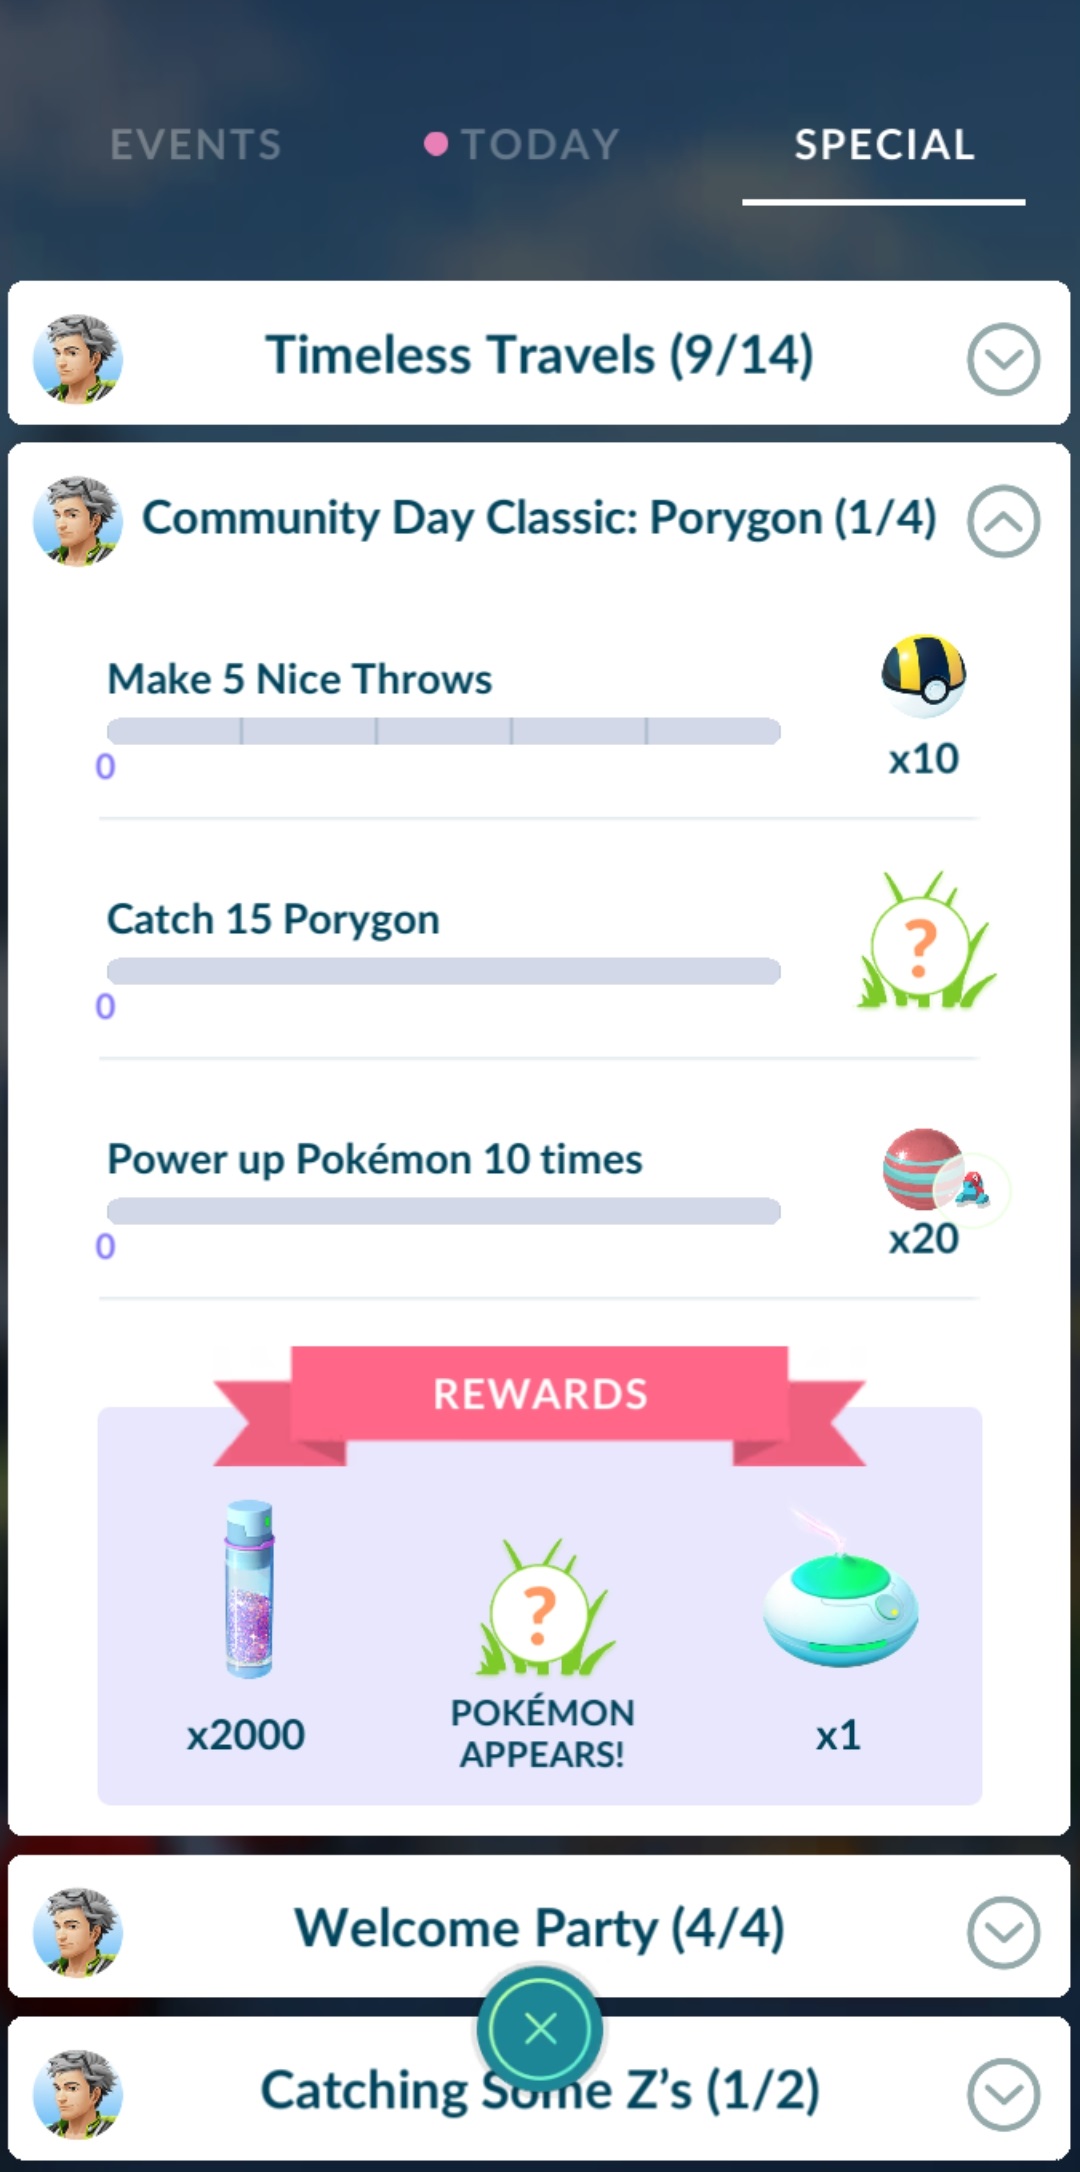 EVENTS
TODAY
SPECIAL
Timeless Travels (9/14)
Community Day Classic: Porygon (1/4)
Make 5 Nice Throws
0
x10
Catch 15 Porygon
0
?
Power up Pokémon 10 times
0
x20
REWARDS
?
x2000
POKÉMON
APPEARS!
x1
Welcome Party (4/4)
Catching Some Z’s (1/2)